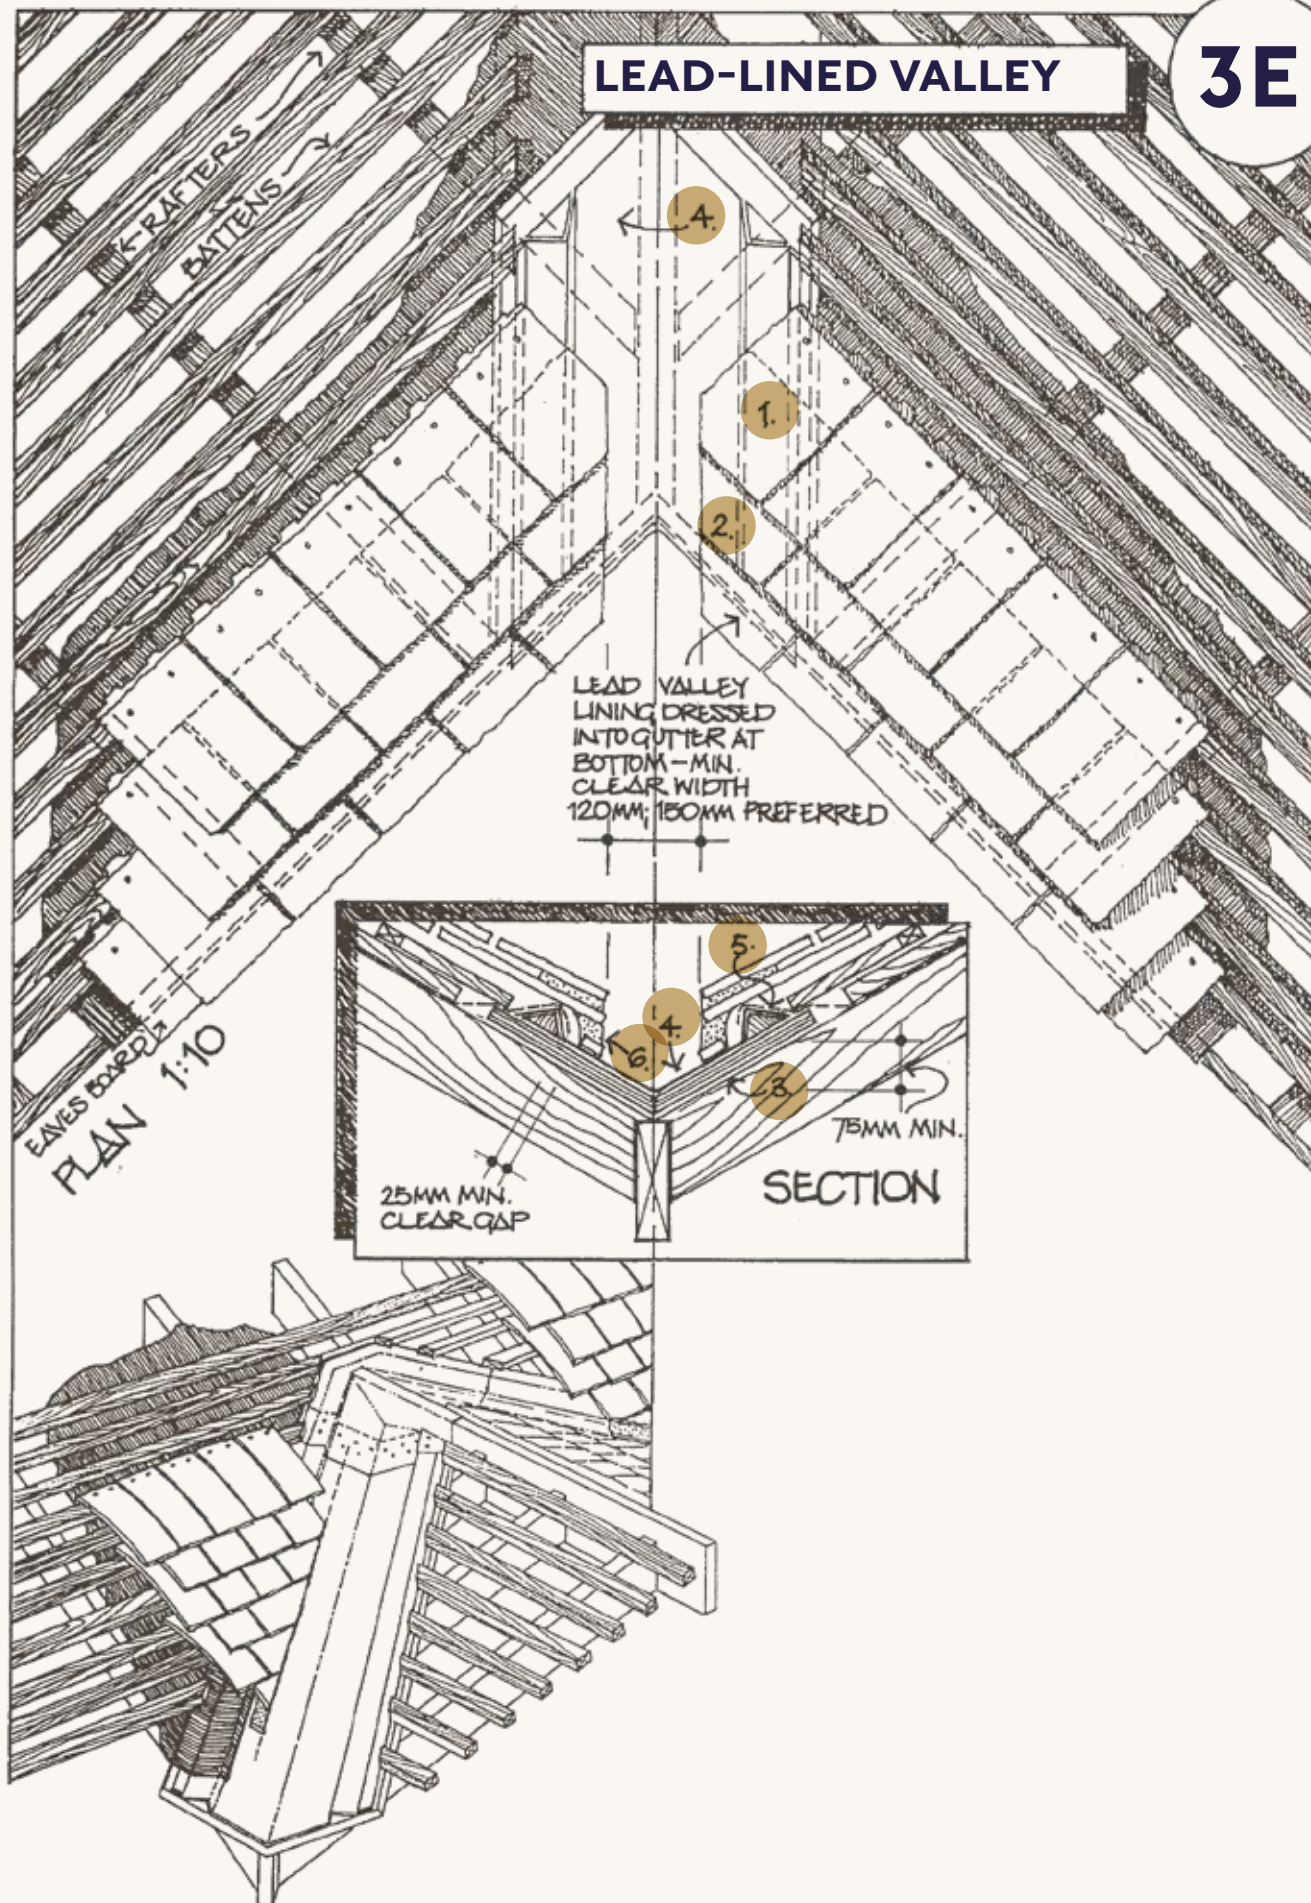 LEAD-LINED VALLEY
3E
RAFTERS
BATTENS
4.
1.
2.
LEAD VALLEY
LINING DRESSED
INTO GUTTER AT
BOTTOM – MIN.
CLEAR WIDTH
120MM; 150MM PREFERRED
EAVES BOARD
PLAN 1:10
5.
4.
6.
3.
75MM MIN.
25MM MIN.
CLEAR GAP
SECTION